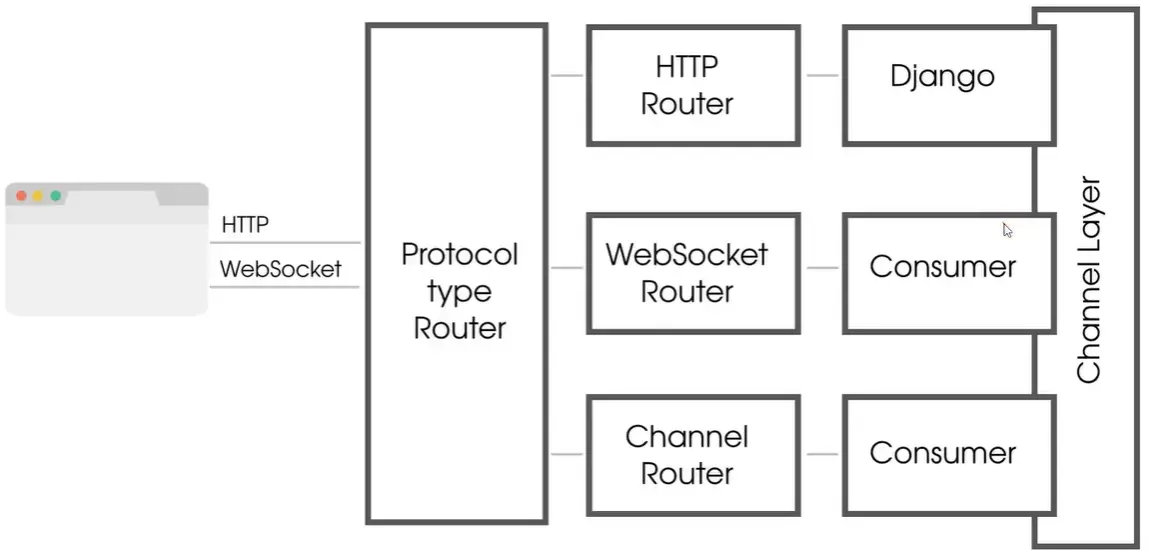 HTTP
WebSocket
Protocol
type
Router
HTTP
Router
Django
WebSocket
Router
Consumer
Channel
Router
Consumer
Channel Layer